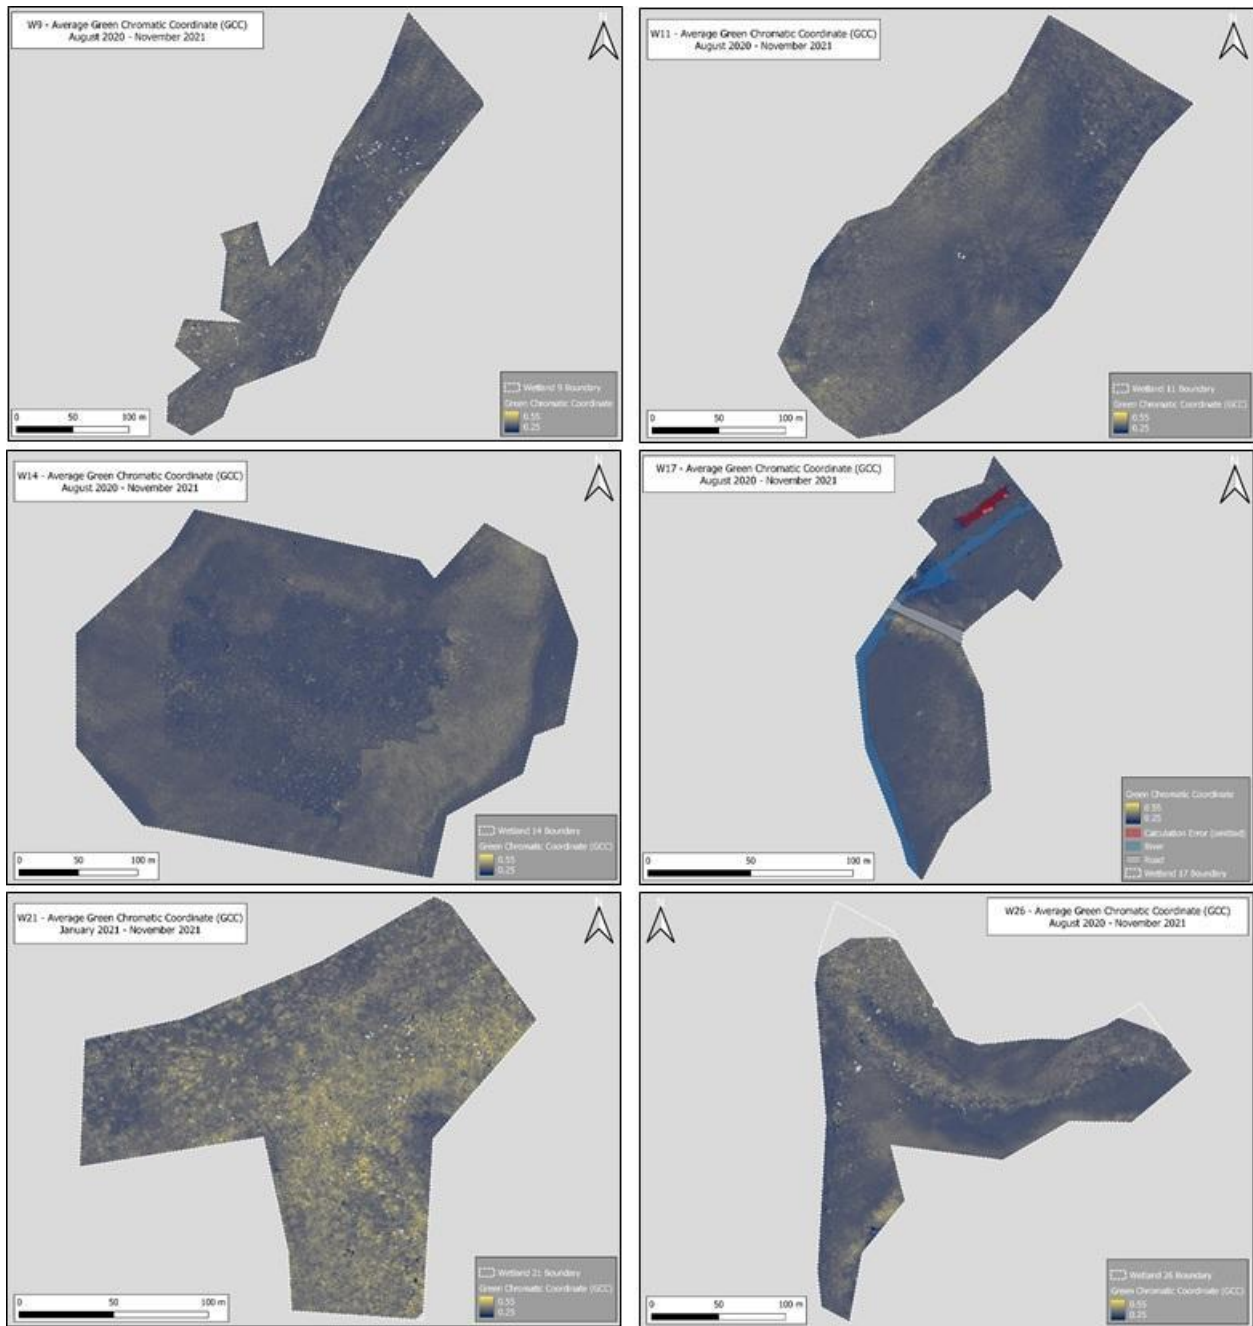 W9 - Average Green Chromatic Coordinate (GCC)
August 2020 - November 2021
N
Wetland 9 Boundary
Green Chromatic Coordinate
0.55
0.25
0 50 100 m
W11 - Average Green Chromatic Coordinate (GCC)
August 2020 - November 2021
N
Wetland 11 Boundary
Green Chromatic Coordinate (GCC)
0.55
0.25
0 50 100 m
W14 - Average Green Chromatic Coordinate (GCC)
August 2020 - November 2021
N
Wetland 14 Boundary
Green Chromatic Coordinate (GCC)
0.55
0.25
0 50 100 m
W17 - Average Green Chromatic Coordinate (GCC)
August 2020 - November 2021
N
Green Chromatic Coordinate
0.55
0.25
Calculation Error (omitted)
River
Road
Wetland 17 Boundary
0 50 100 m
W21 - Average Green Chromatic Coordinate (GCC)
January 2021 - November 2021
N
Wetland 21 Boundary
Green Chromatic Coordinate (GCC)
0.55
0.25
0 50 100 m
N
W26 - Average Green Chromatic Coordinate (GCC)
August 2020 - November 2021
Wetland 26 Boundary
Green Chromatic Coordinate (GCC)
0.55
0.25
0 50 100 m